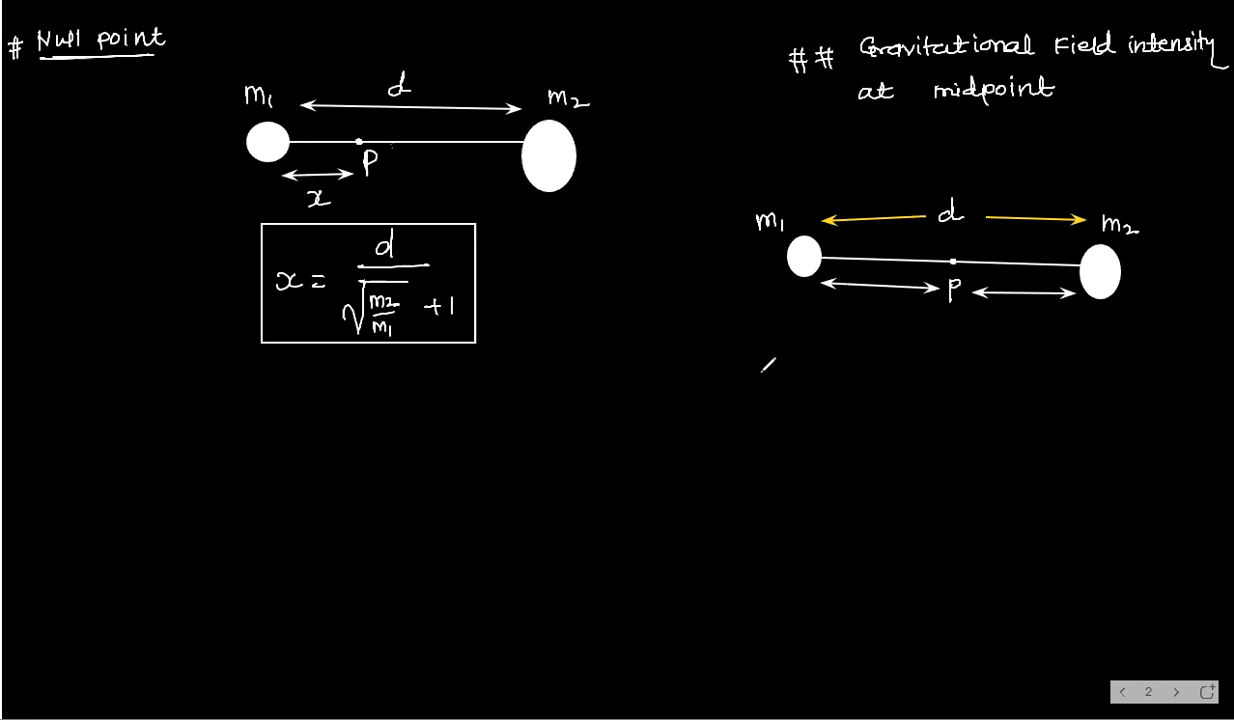 # Null point
m₁ d m₂
P
x
x = d / (√(m₂/m₁) + 1)
## Gravitational Field intensity
at midpoint
m₁ d m₂
P
2